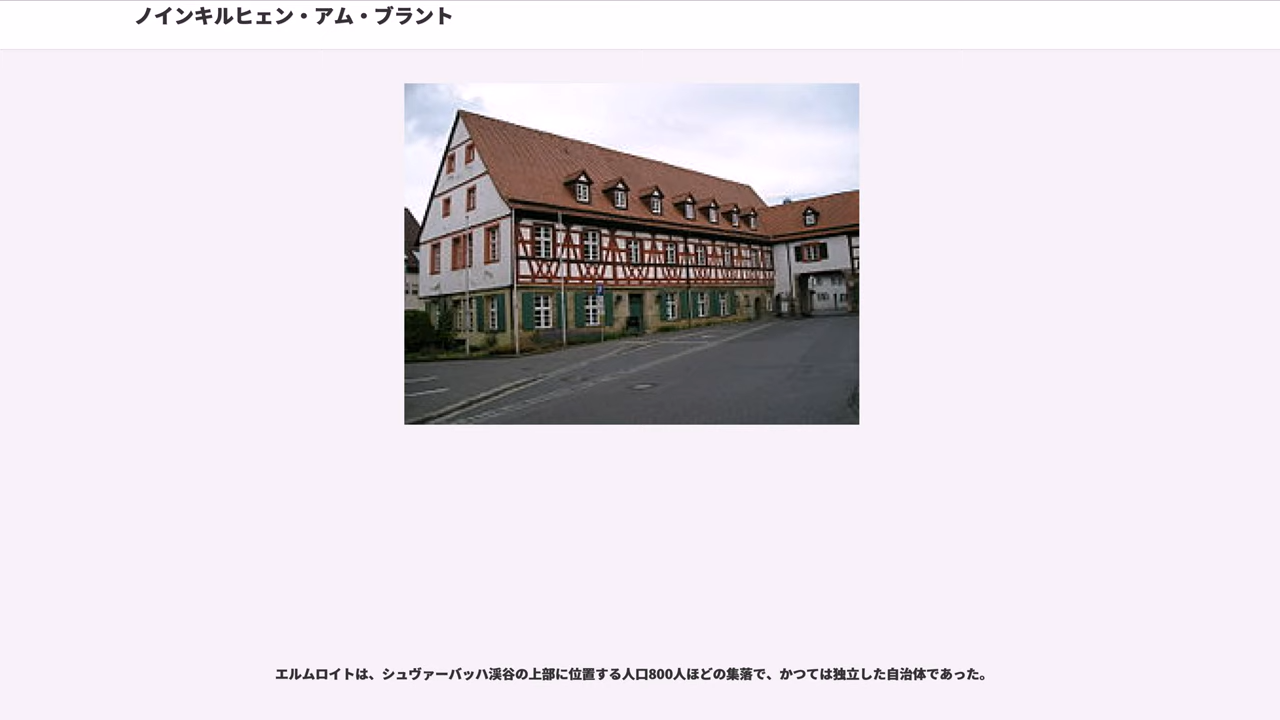 ノインキルヒェン・アム・ブラント
エルムロイトは、シュヴァーバッハ渓谷の上部に位置する人口800人ほどの集落で、かつては独立した自治体であった。